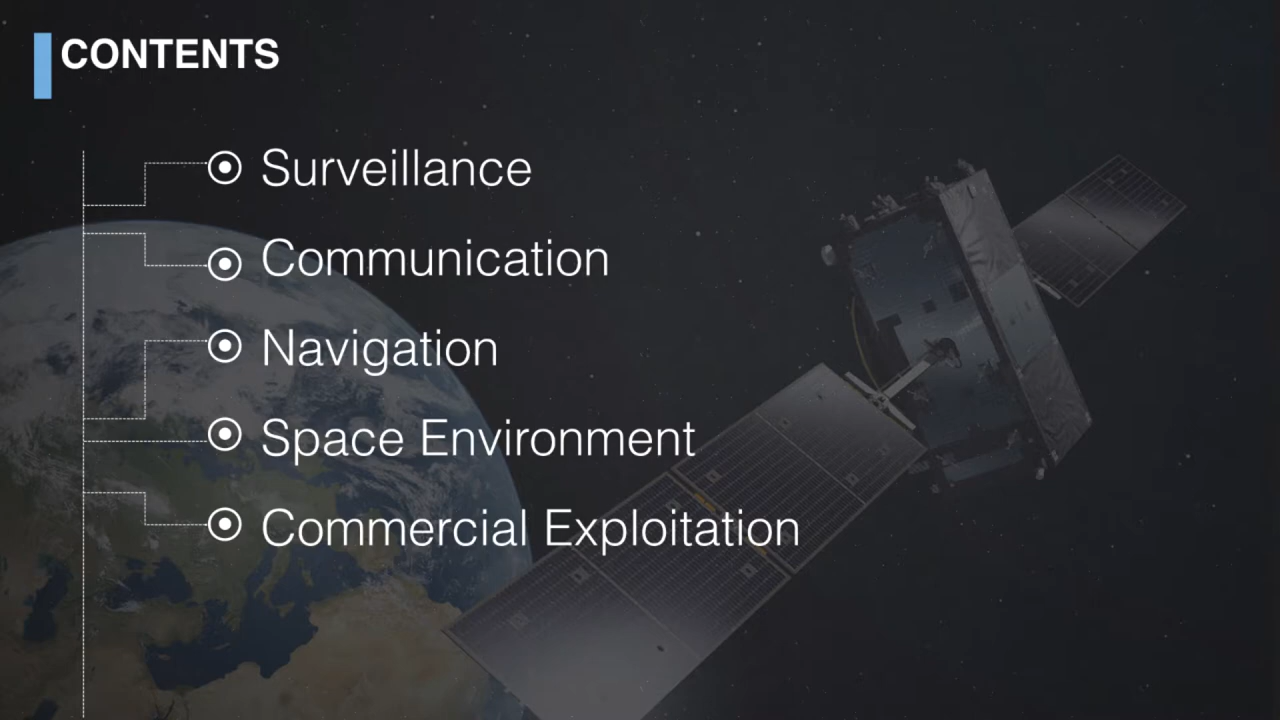 CONTENTS
Surveillance
Communication
Navigation
Space Environment
Commercial Exploitation